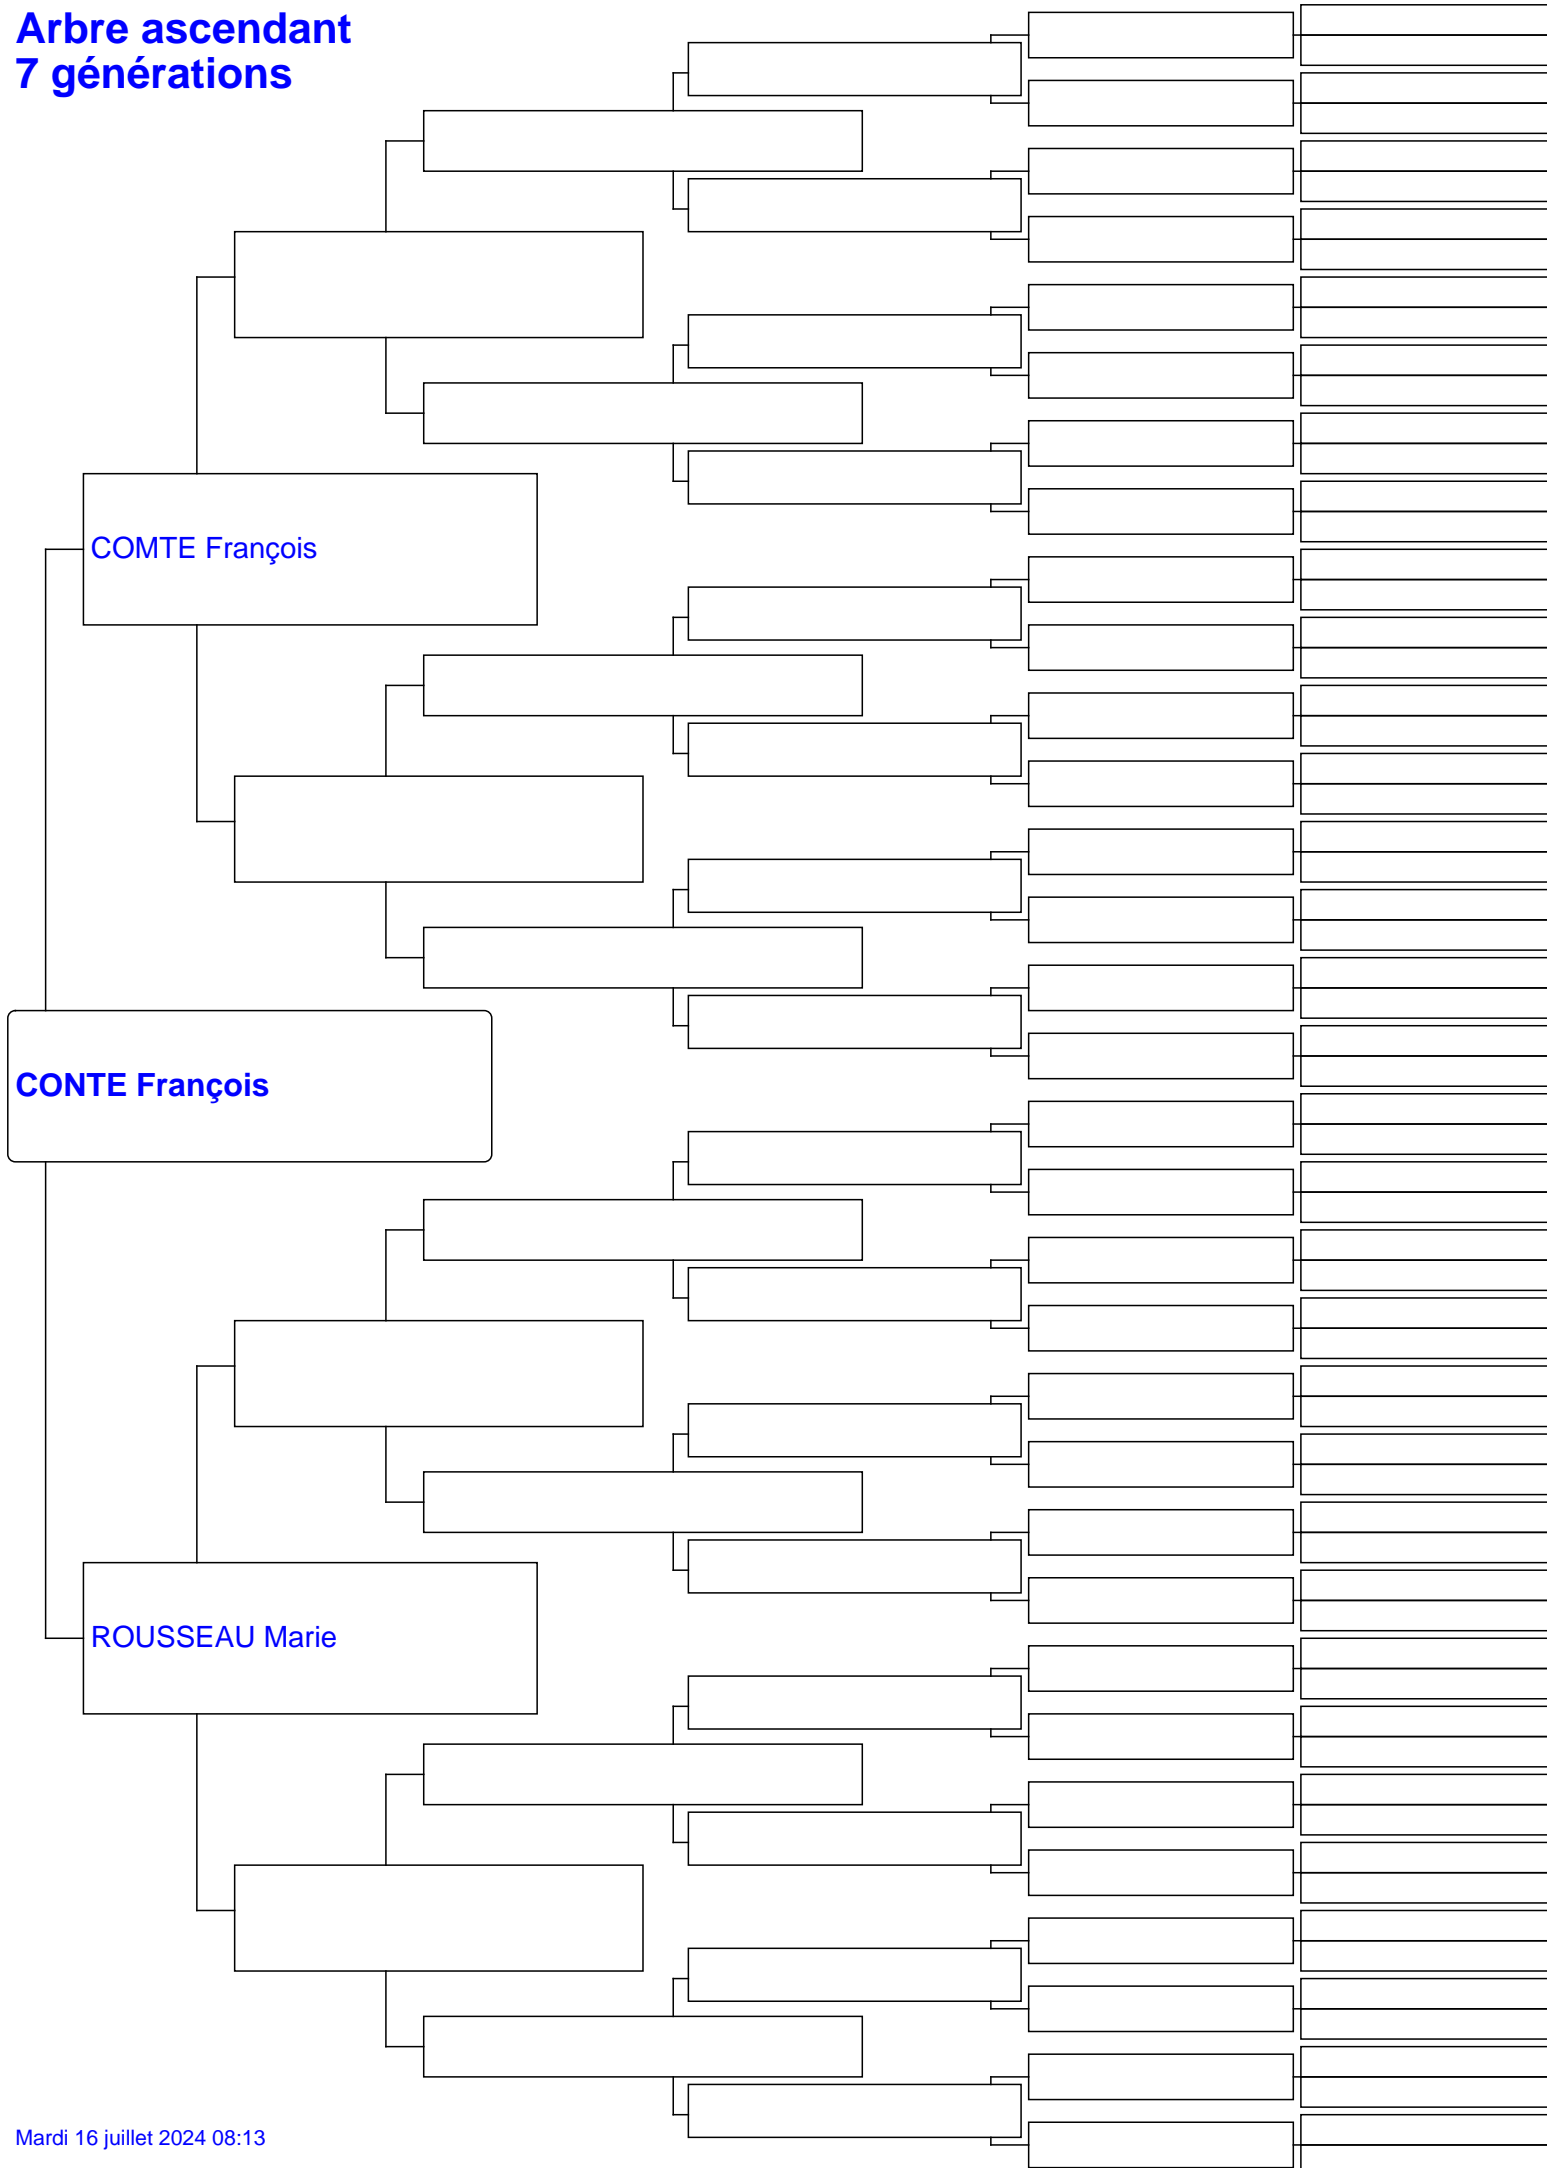 Arbre ascendant
7 générations
COMTE François
CONTE François
ROUSSEAU Marie
Mardi 16 juillet 2024 08:13